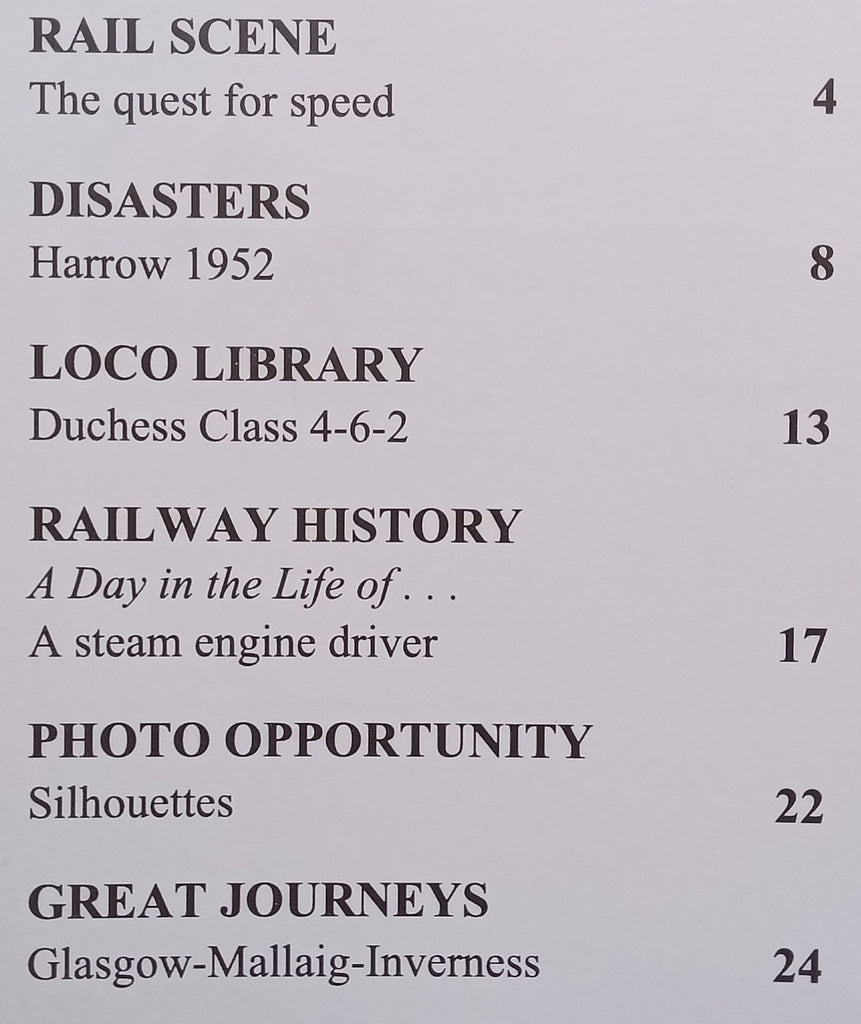 RAIL SCENE
The quest for speed 4
DISASTERS
Harrow 1952 8
LOCO LIBRARY
Duchess Class 4-6-2 13
RAILWAY HISTORY
A Day in the Life of . . .
A steam engine driver 17
PHOTO OPPORTUNITY
Silhouettes 22
GREAT JOURNEYS
Glasgow-Mallaig-Inverness 24